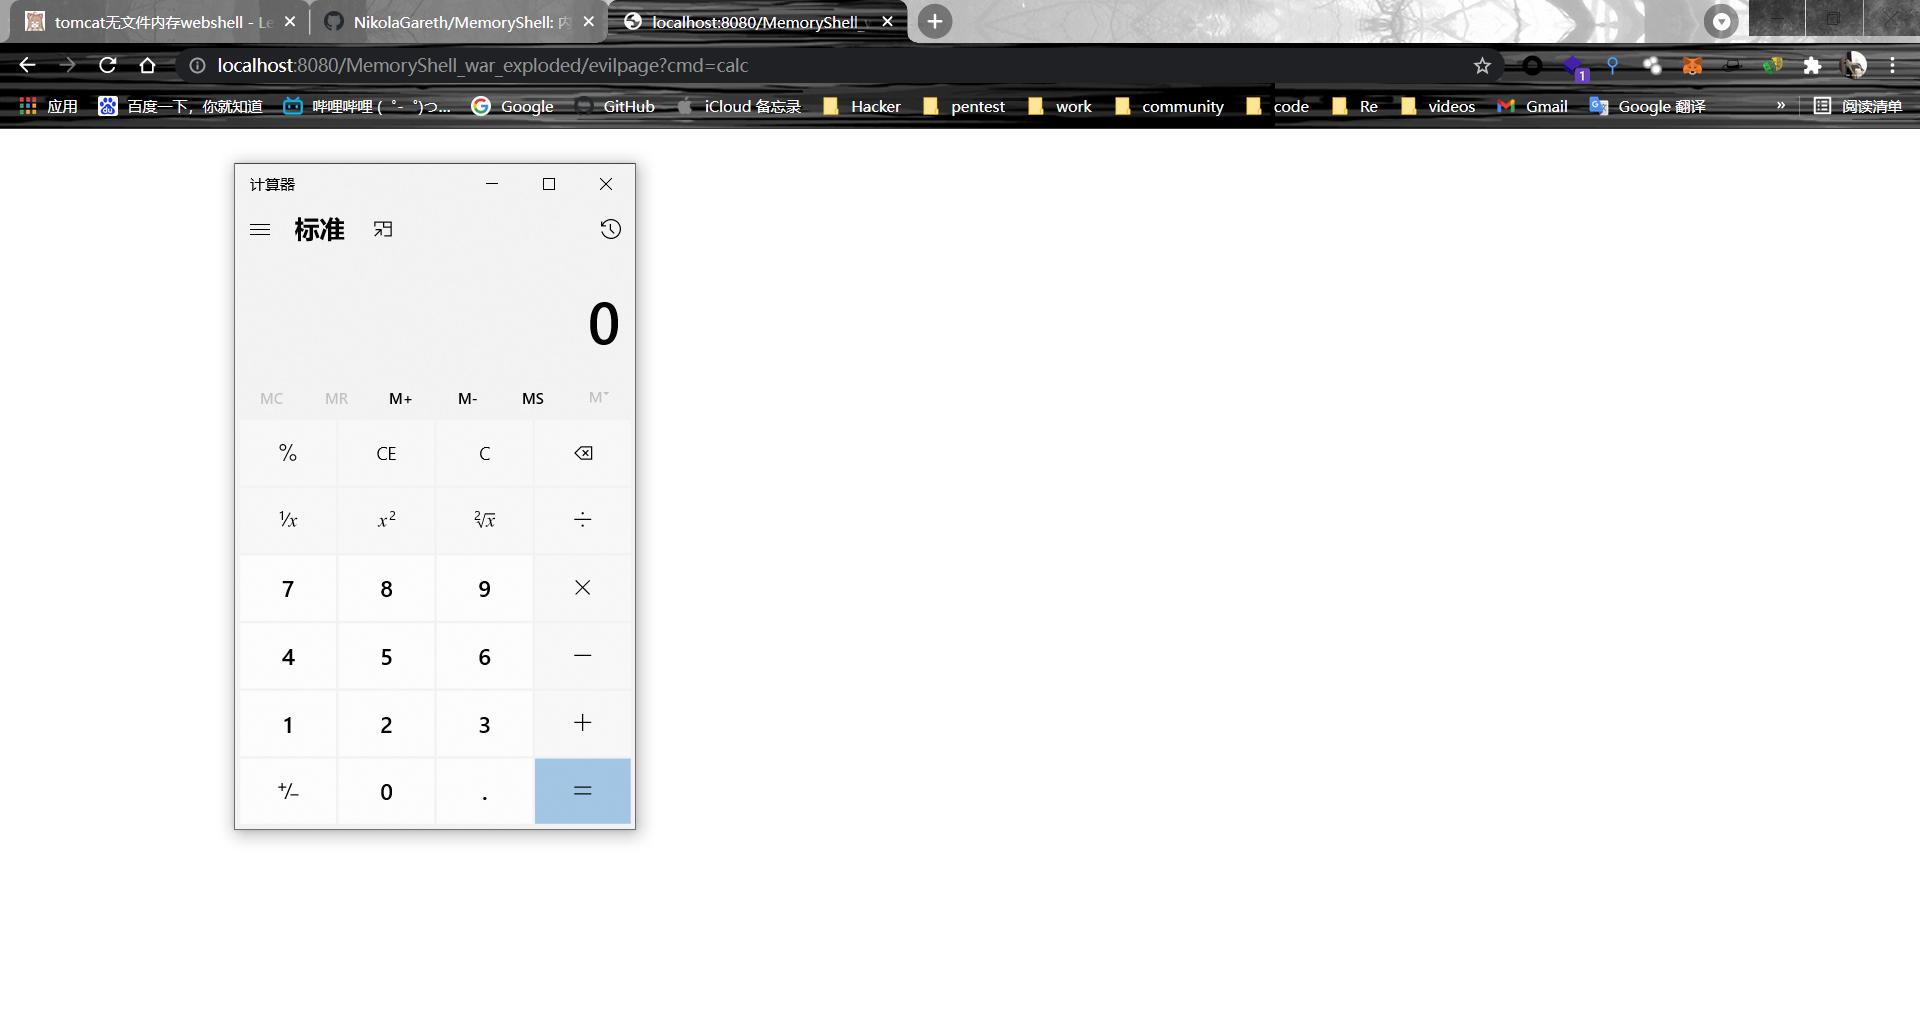 tomcat无文件内存webshell - Le
NikolaGareth/MemoryShell: 内
localhost:8080/MemoryShell_
localhost:8080/MemoryShell_war_exploded/evilpage?cmd=calc
1
应用 百度一下，你就知道 哔哩哔哩 ( ゜- ゜)つ... Google GitHub iCloud 备忘录 Hacker pentest work community code Re videos Gmail Google 翻译 » 阅读清单
计算器
标准
0
MC MR M+ M- MS M˅
% CE C
1/x x² ²√x ÷
7 8 9 ×
4 5 6 −
1 2 3 +
+/− 0 . =